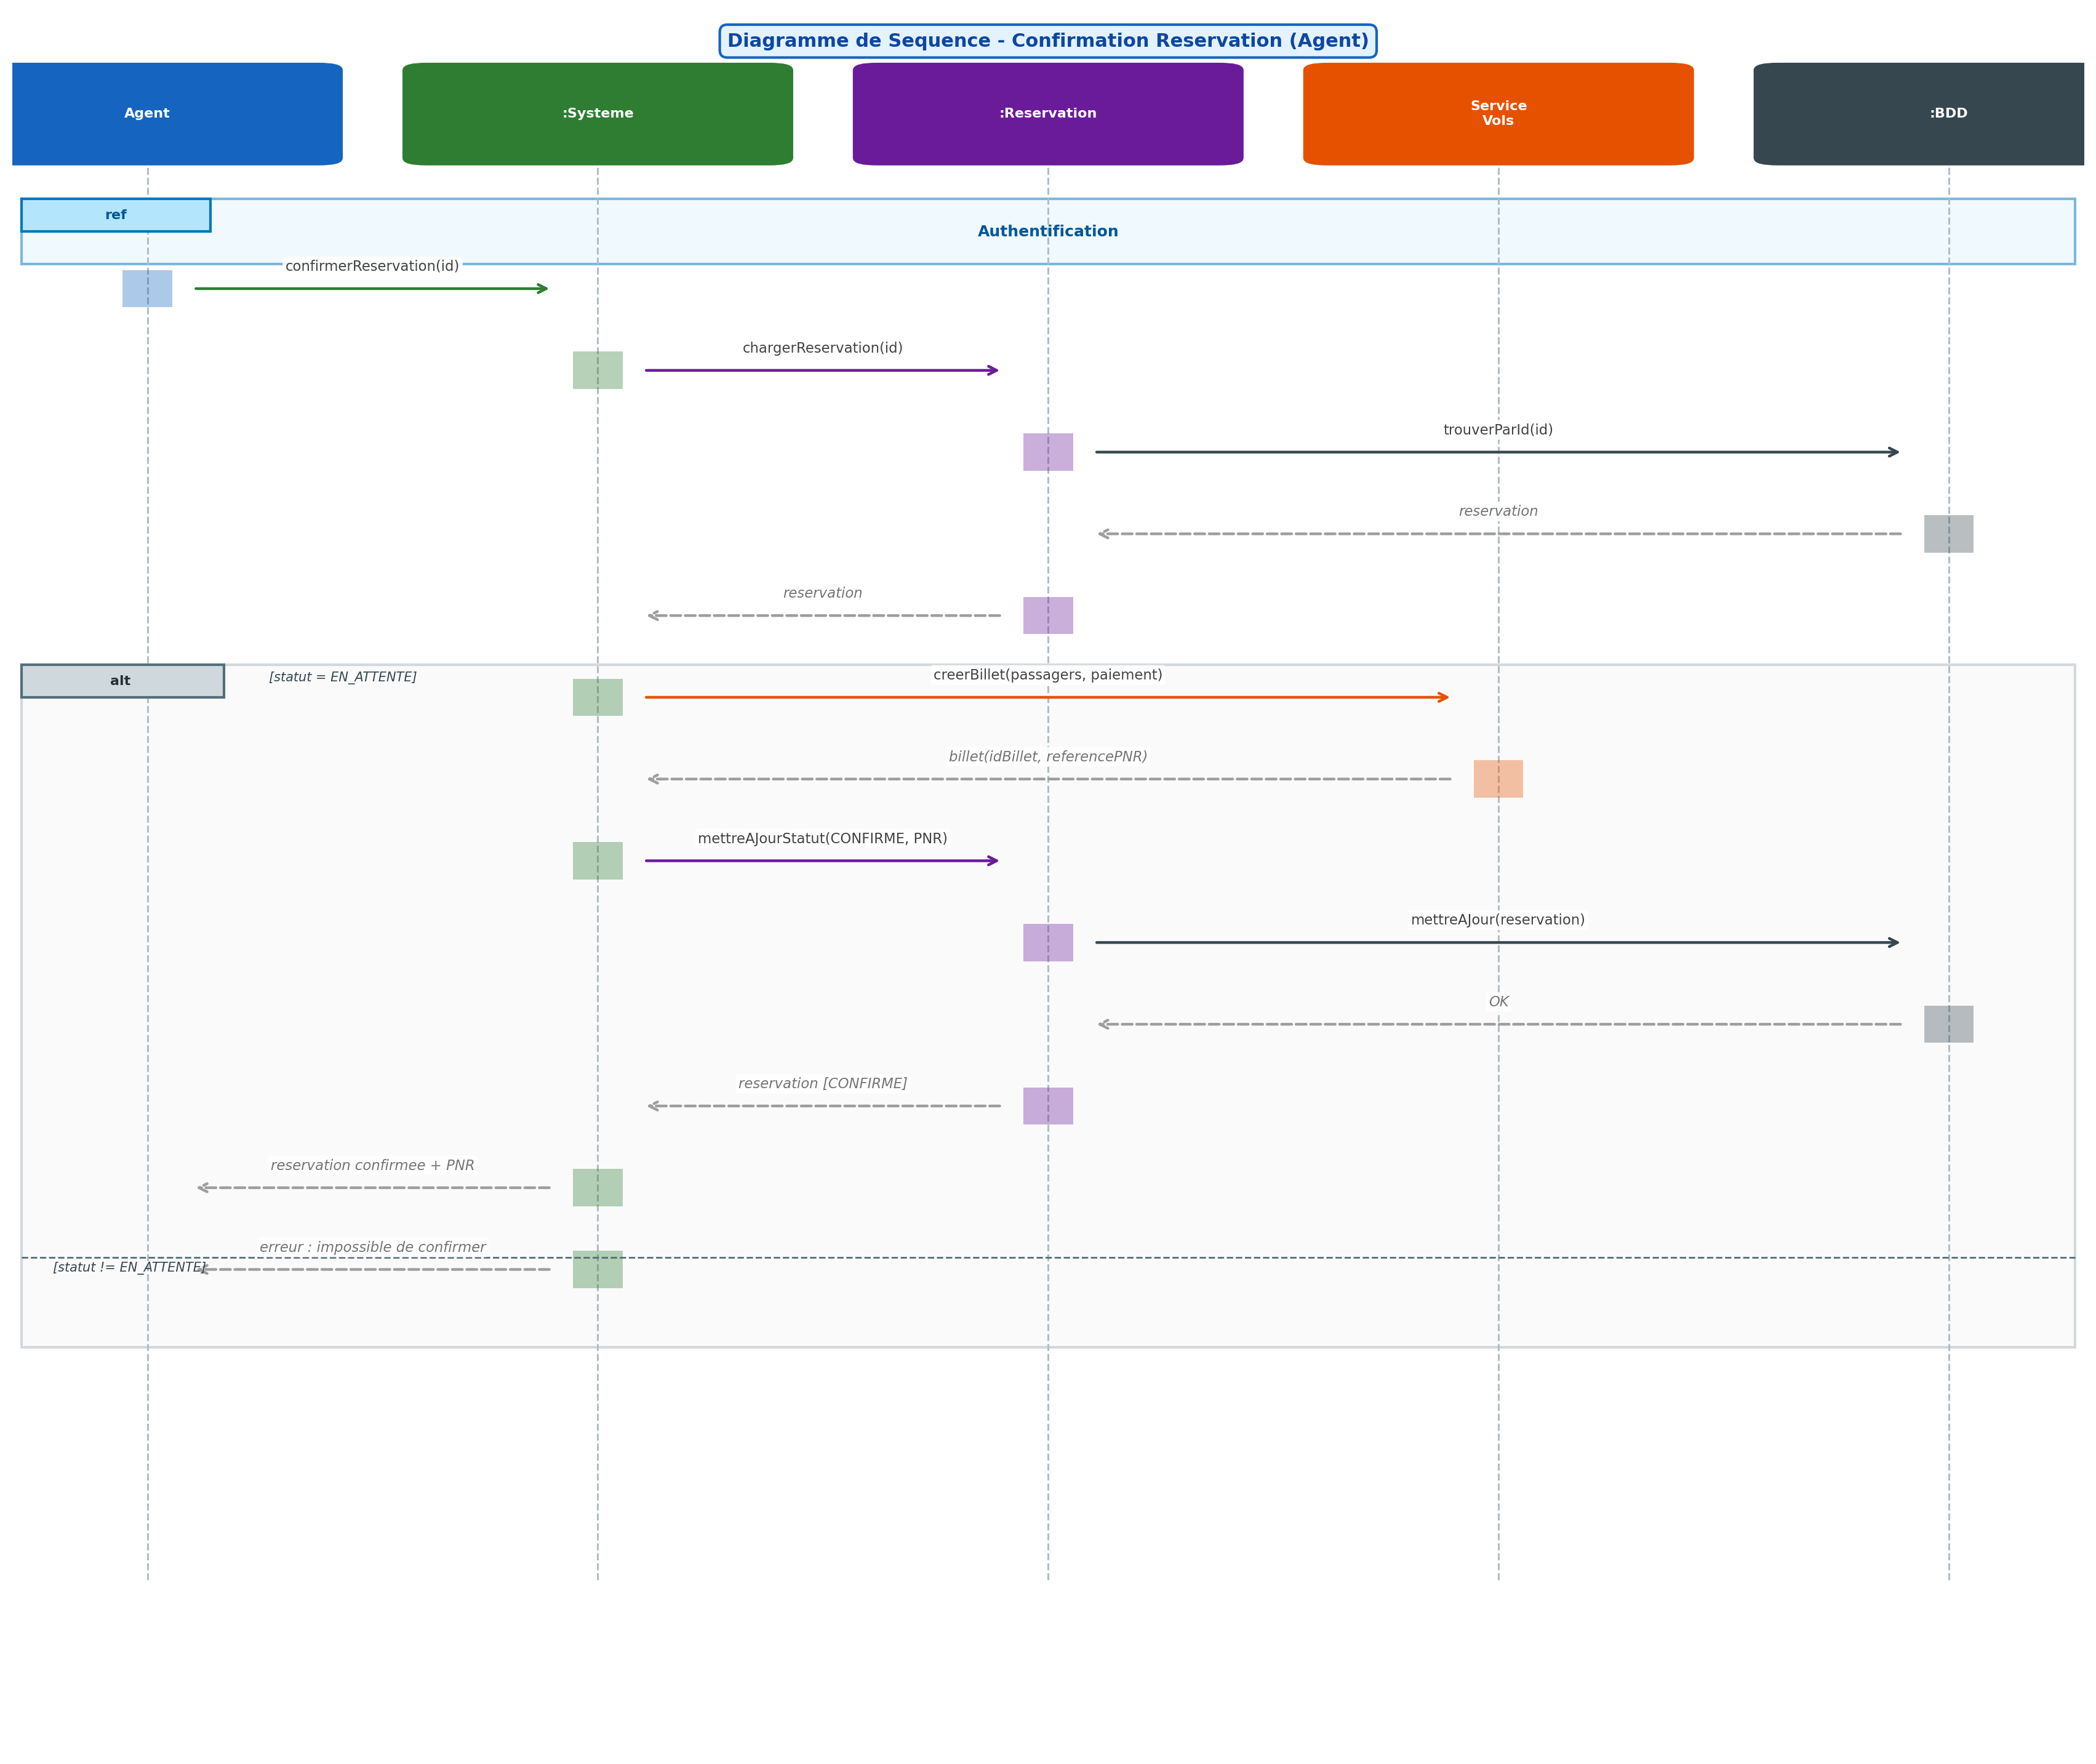 Diagramme de Sequence - Confirmation Reservation (Agent)
Agent
:Systeme
:Reservation
Service
Vols
:BDD
ref
Authentification
confirmerReservation(id)
chargerReservation(id)
trouverParId(id)
reservation
reservation
alt
[statut = EN_ATTENTE]
creerBillet(passagers, paiement)
billet(idBillet, referencePNR)
mettreAJourStatut(CONFIRME, PNR)
mettreAJour(reservation)
OK
reservation [CONFIRME]
reservation confirmee + PNR
erreur : impossible de confirmer
[statut != EN_ATTENTE]